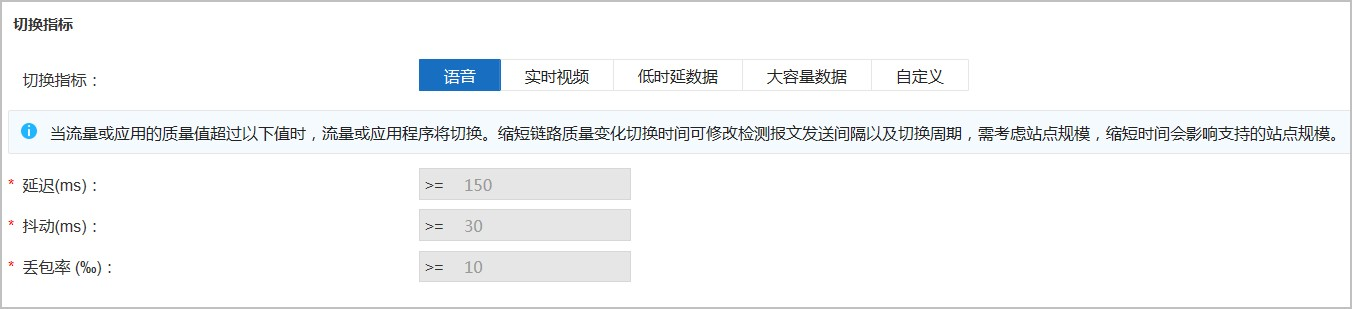 切换指标
切换指标： 语音 实时视频 低时延数据 大容量数据 自定义
当流量或应用的质量值超过以下值时，流量或应用程序将切换。缩短链路质量变化切换时间可修改检测报文发送间隔以及切换周期，需考虑站点规模，缩短时间会影响支持的站点规模。
* 延迟(ms)： >= 150
* 抖动(ms)： >= 30
* 丢包率 (‰)： >= 10